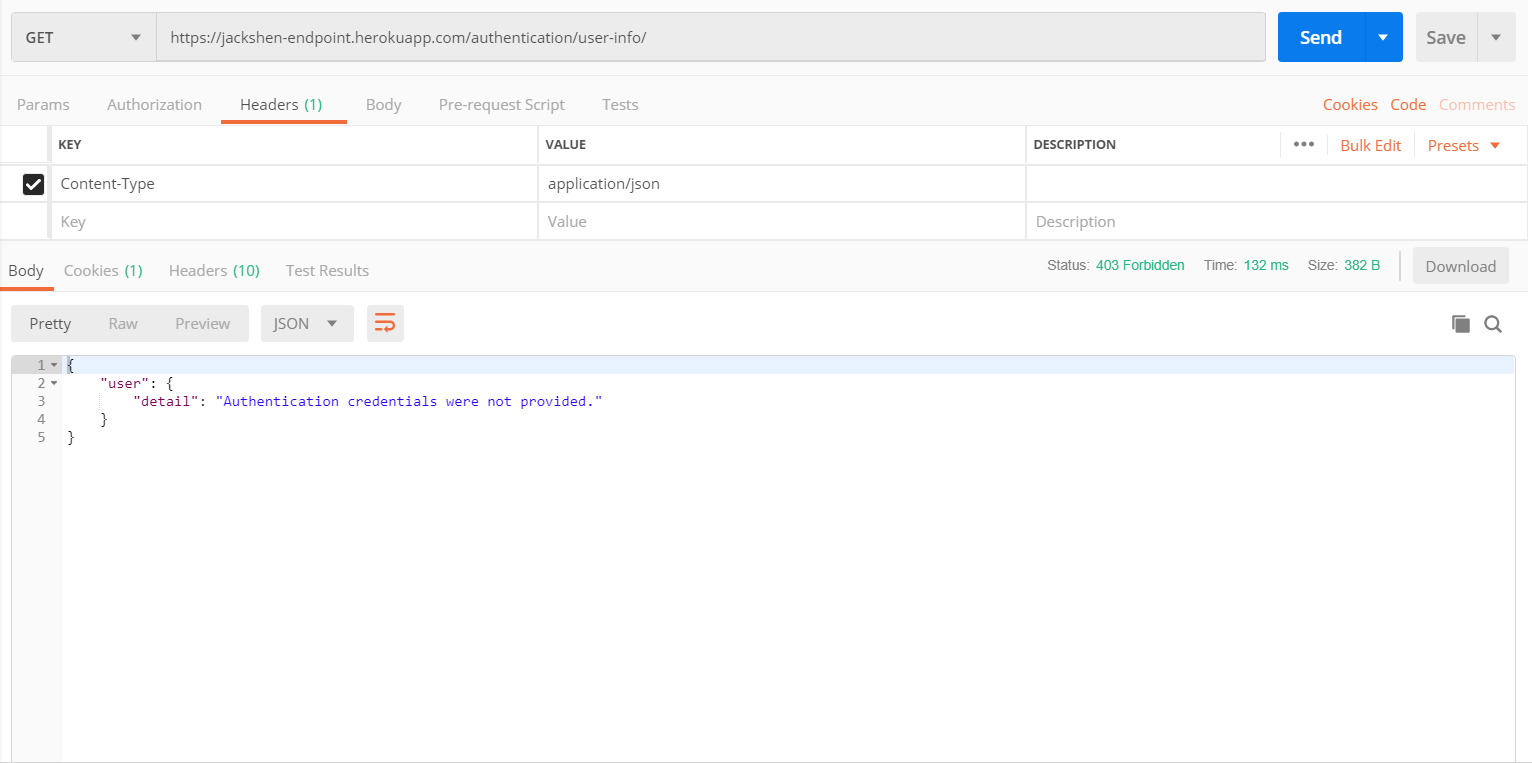 GET https://jackshen-endpoint.herokuapp.com/authentication/user-info/ Send Save
Params Authorization Headers (1) Body Pre-request Script Tests Cookies Code Comments
KEY VALUE DESCRIPTION ••• Bulk Edit Presets
Content-Type application/json
Key Value Description
Body Cookies (1) Headers (10) Test Results Status: 403 Forbidden Time: 132 ms Size: 382 B Download
Pretty Raw Preview JSON
1 {
2 "user": {
3 "detail": "Authentication credentials were not provided."
4 }
5 }